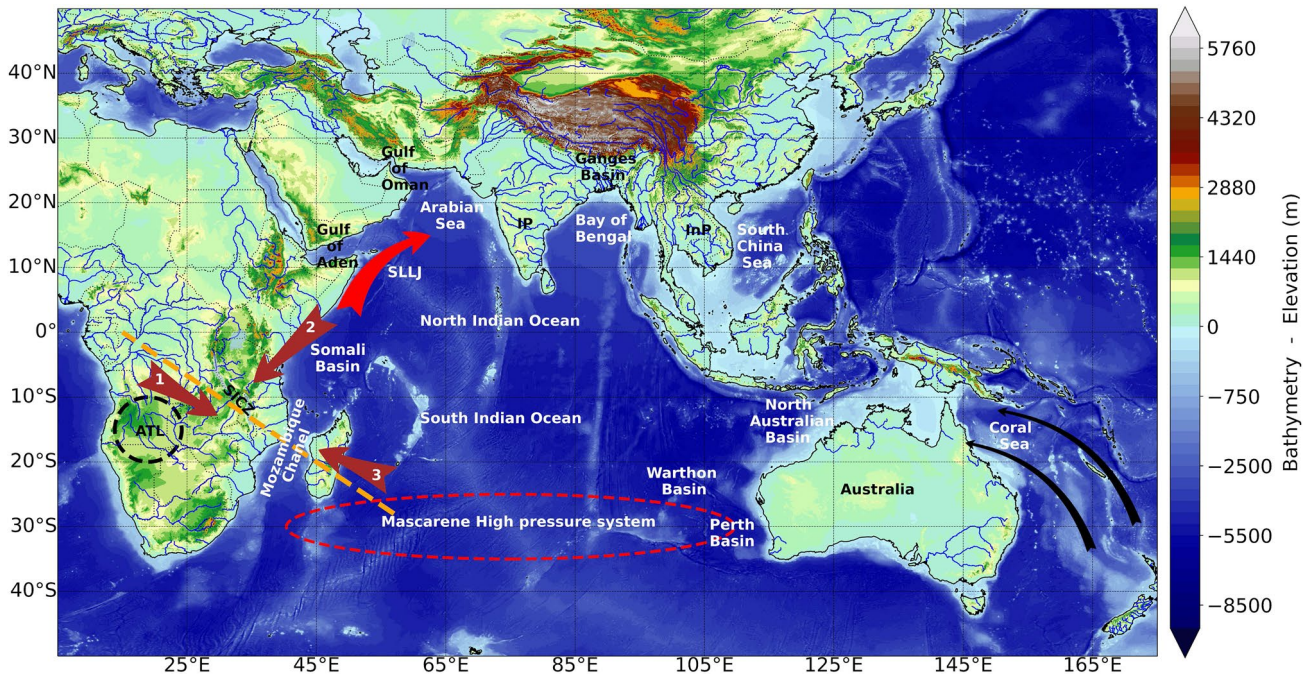 40°N
30°N
20°N
10°N
0°
10°S
20°S
30°S
40°S
25°E
45°E
65°E
85°E
105°E
125°E
145°E
165°E
Gulf
of
Oman
Ganges
Basin
Arabian
Sea
IP
Bay of
Bengal
InP
South
China
Sea
Gulf
of
Aden
SLLJ
2
North Indian Ocean
Somali
Basin
1
SICZ
ATL
Mozambique
Chanel
South Indian Ocean
North
Australian
Basin
Coral
Sea
3
Warthon
Basin
Australia
Mascarene High pressure system
Perth
Basin
5760
4320
2880
1440
0
−750
−2500
−4500
−6500
−8500
Bathymetry - Elevation (m)